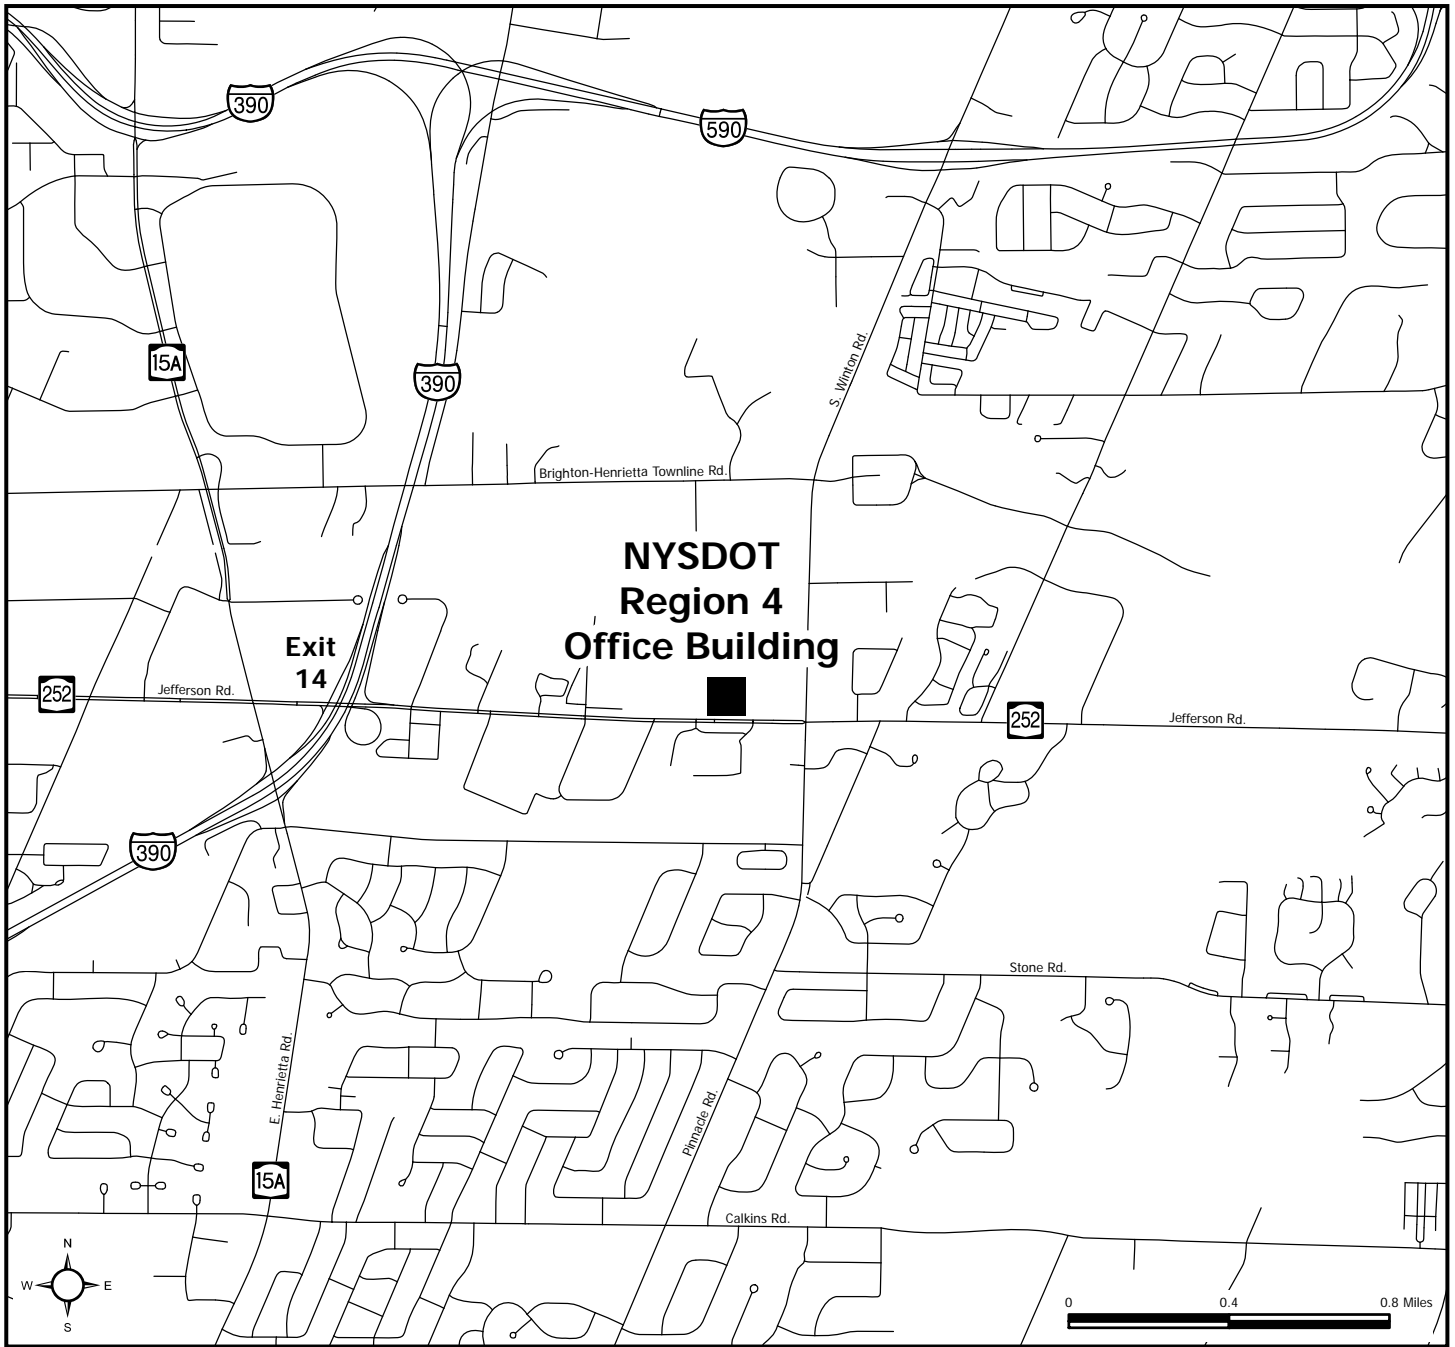 390
590
15A
390
S. Winton Rd.
Brighton-Henrietta Townline Rd.
NYSDOT
Region 4
Office Building
Exit
14
252
Jefferson Rd.
252
Jefferson Rd.
390
Stone Rd.
E. Henrietta Rd.
Pinnacle Rd.
15A
Calkins Rd.
N
W
E
S
0
0.4
0.8 Miles